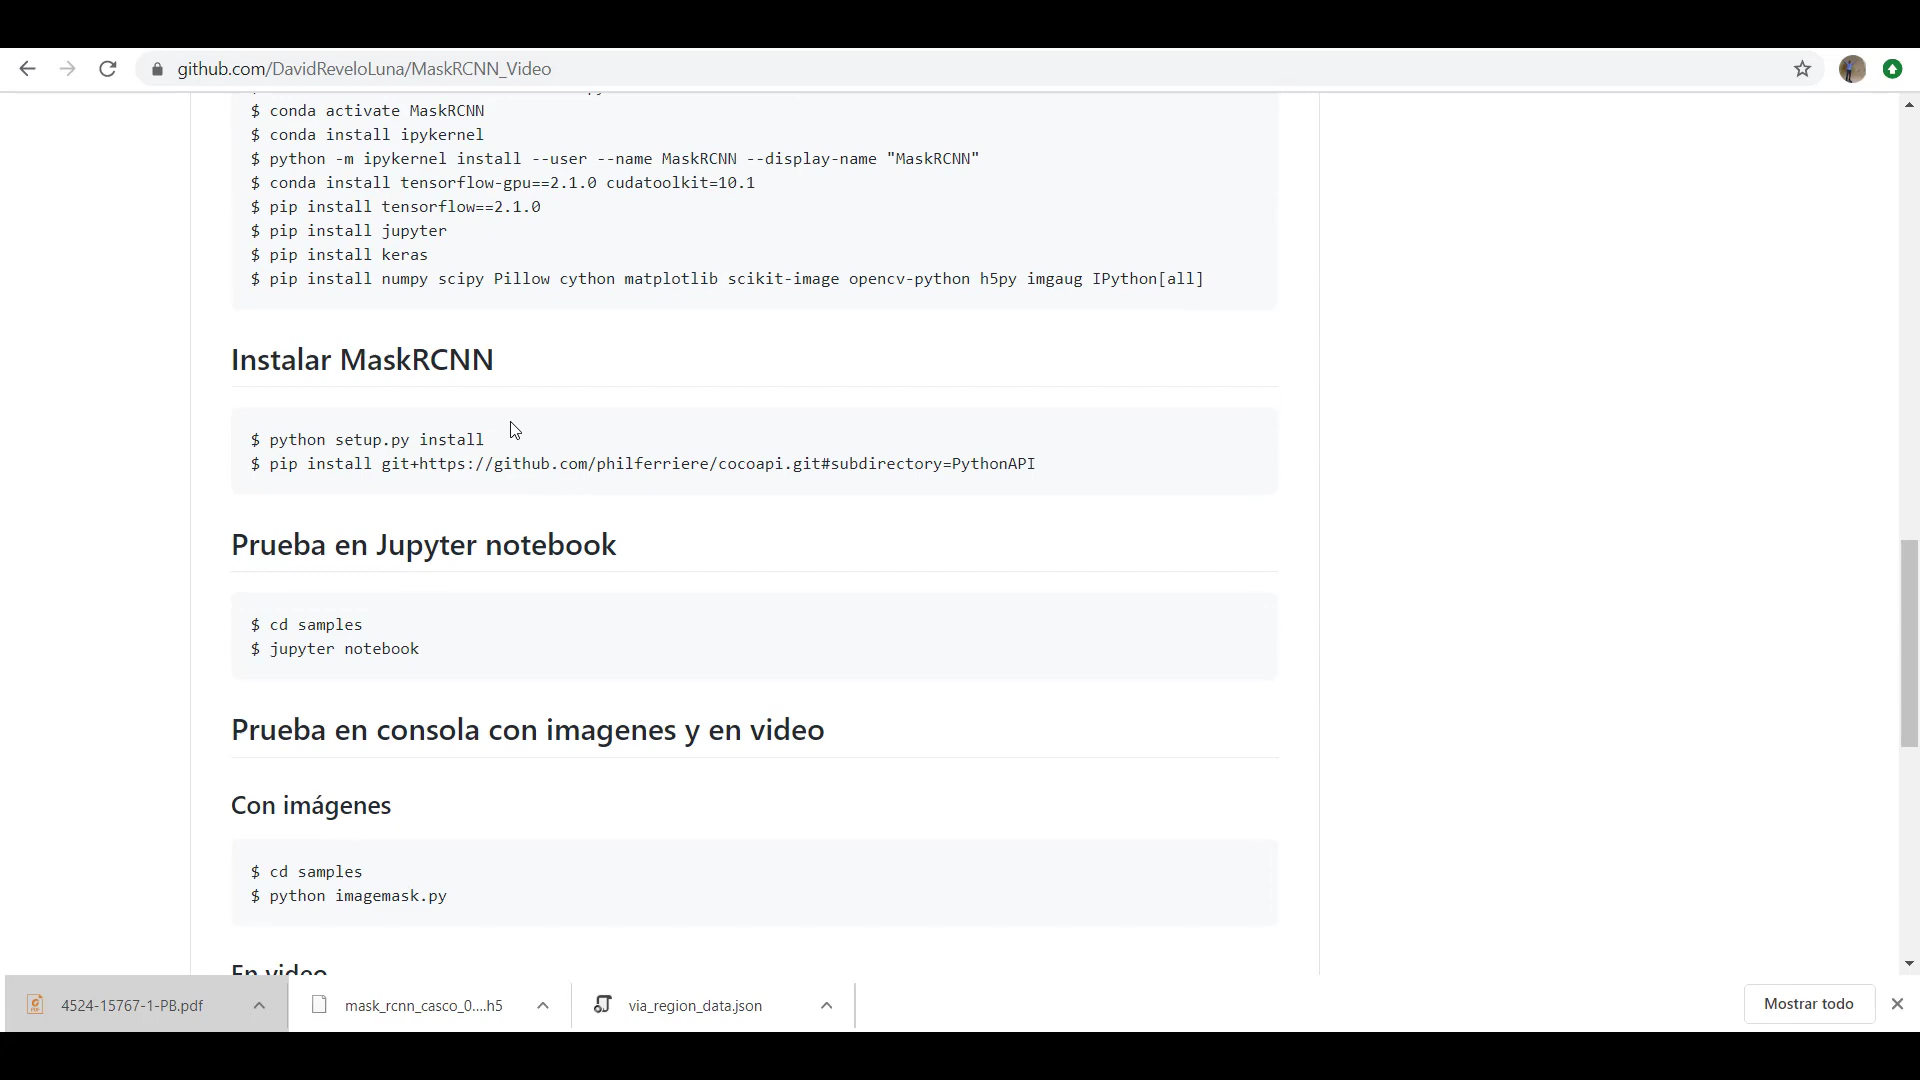 github.com/DavidReveloLuna/MaskRCNN_Video
$ conda activate MaskRCNN
$ conda install ipykernel
$ python -m ipykernel install --user --name MaskRCNN --display-name "MaskRCNN"
$ conda install tensorflow-gpu==2.1.0 cudatoolkit=10.1
$ pip install tensorflow==2.1.0
$ pip install jupyter
$ pip install keras
$ pip install numpy scipy Pillow cython matplotlib scikit-image opencv-python h5py imgaug IPython[all]
Instalar MaskRCNN
$ python setup.py install
$ pip install git+https://github.com/philferriere/cocoapi.git#subdirectory=PythonAPI
Prueba en Jupyter notebook
$ cd samples
$ jupyter notebook
Prueba en consola con imagenes y en video
Con imágenes
$ cd samples
$ python imagemask.py
En video
4524-15767-1-PB.pdf
mask_rcnn_casco_0....h5
via_region_data.json
Mostrar todo